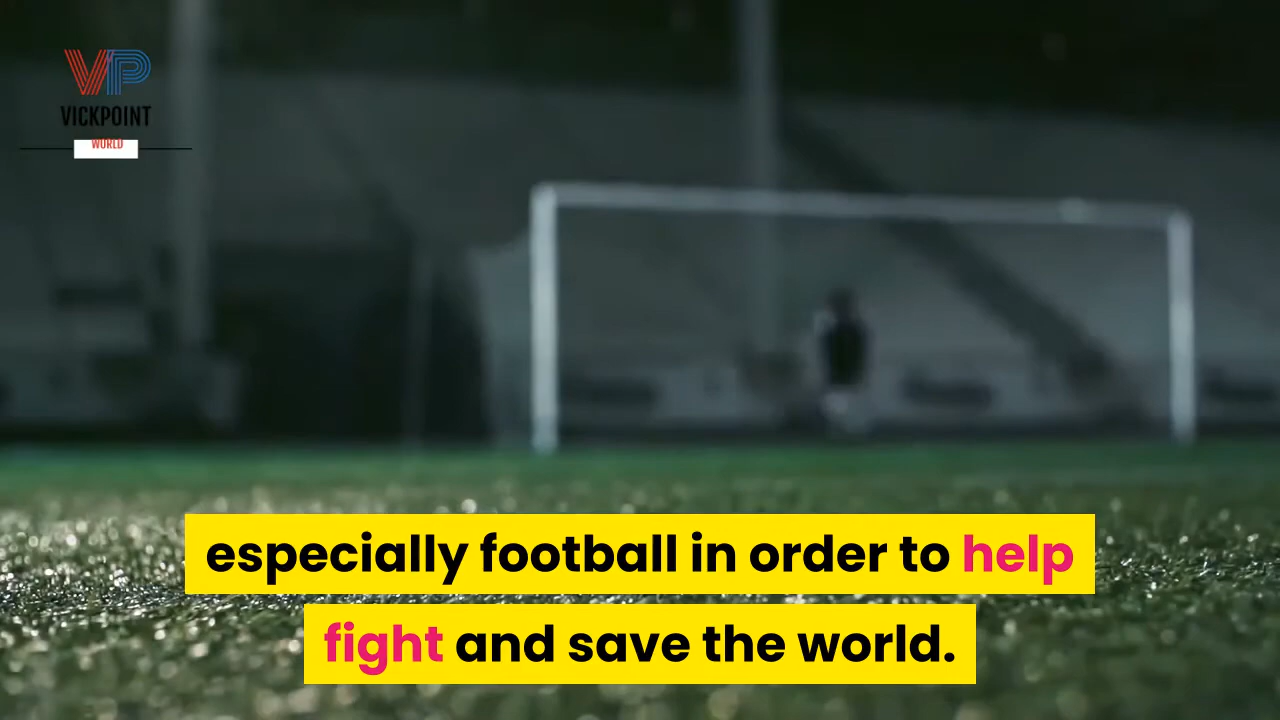 VP
VICKPOINT
WORLD
especially football in order to help
fight and save the world.